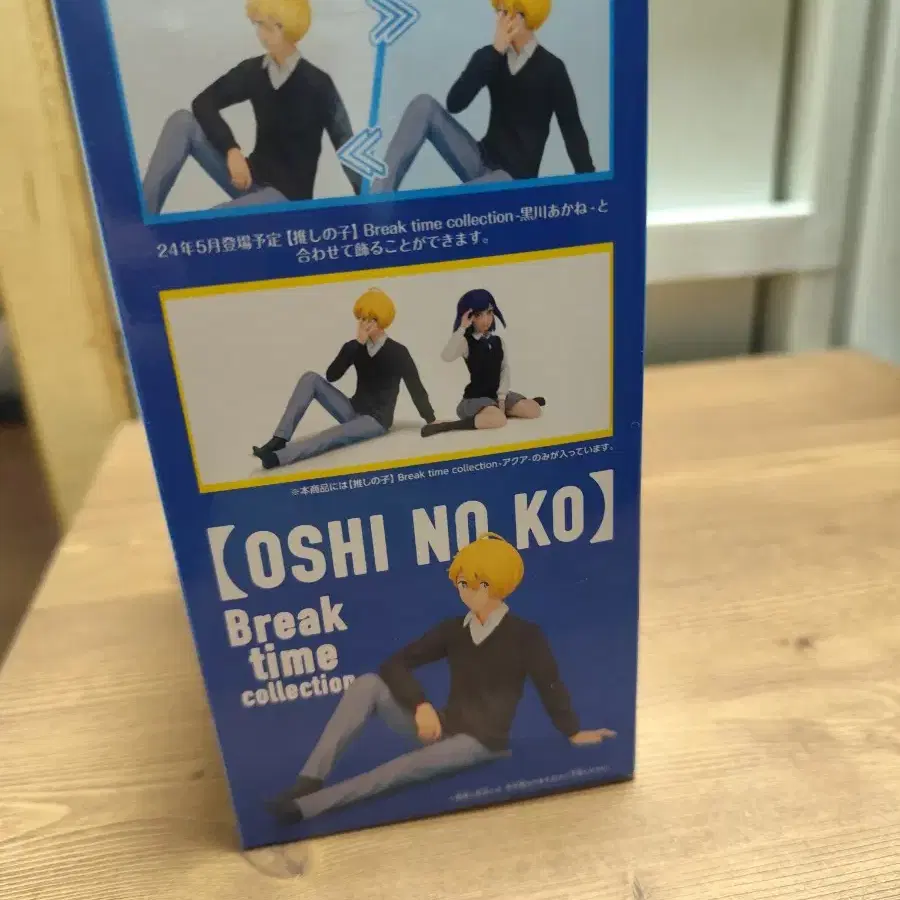 24年5月登場予定【推しの子】Break time collection-黒川あかね-と
合わせて飾ることができます。
※本商品には【推しの子】Break time collection-アクア-のみが入っています。
【OSHI NO KO】
Break
time
collection